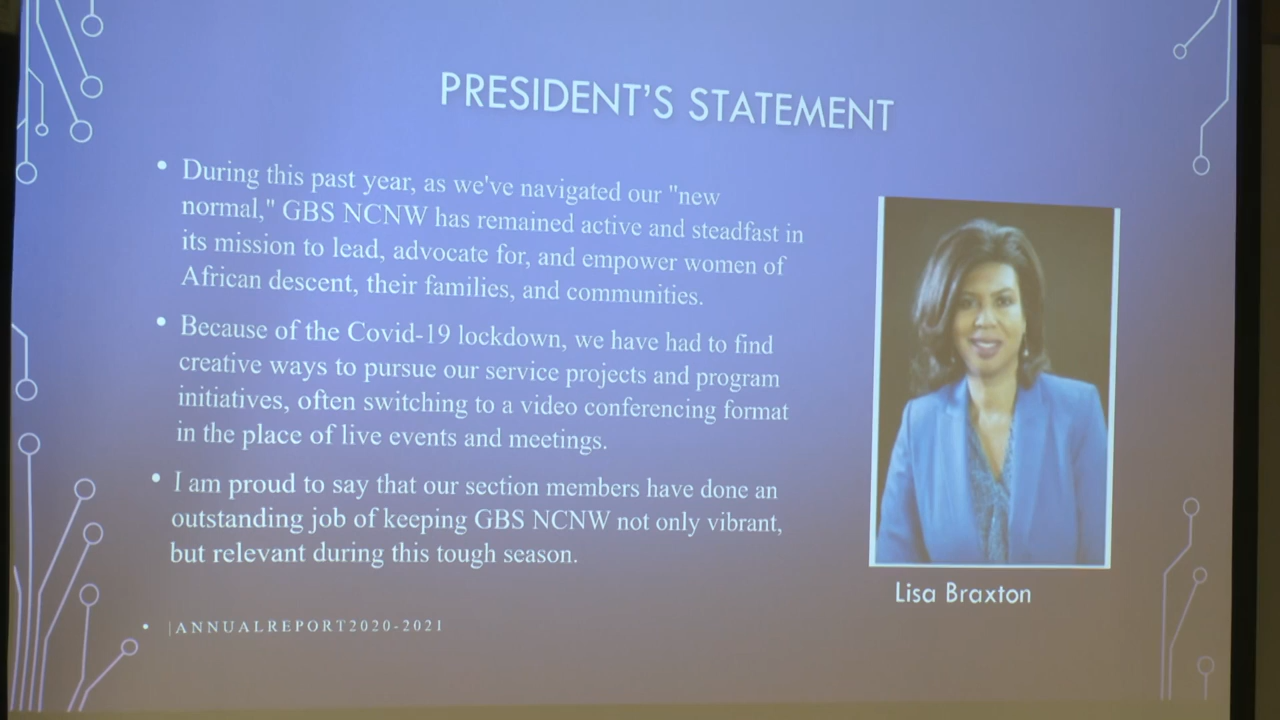 PRESIDENT'S STATEMENT
• During this past year, as we've navigated our "new
normal," GBS NCNW has remained active and steadfast in
its mission to lead, advocate for, and empower women of
African descent, their families, and communities.
• Because of the Covid-19 lockdown, we have had to find
creative ways to pursue our service projects and program
initiatives, often switching to a video conferencing format
in the place of live events and meetings.
• I am proud to say that our section members have done an
outstanding job of keeping GBS NCNW not only vibrant,
but relevant during this tough season.
• |ANNUALREPORT2020-2021
Lisa Braxton